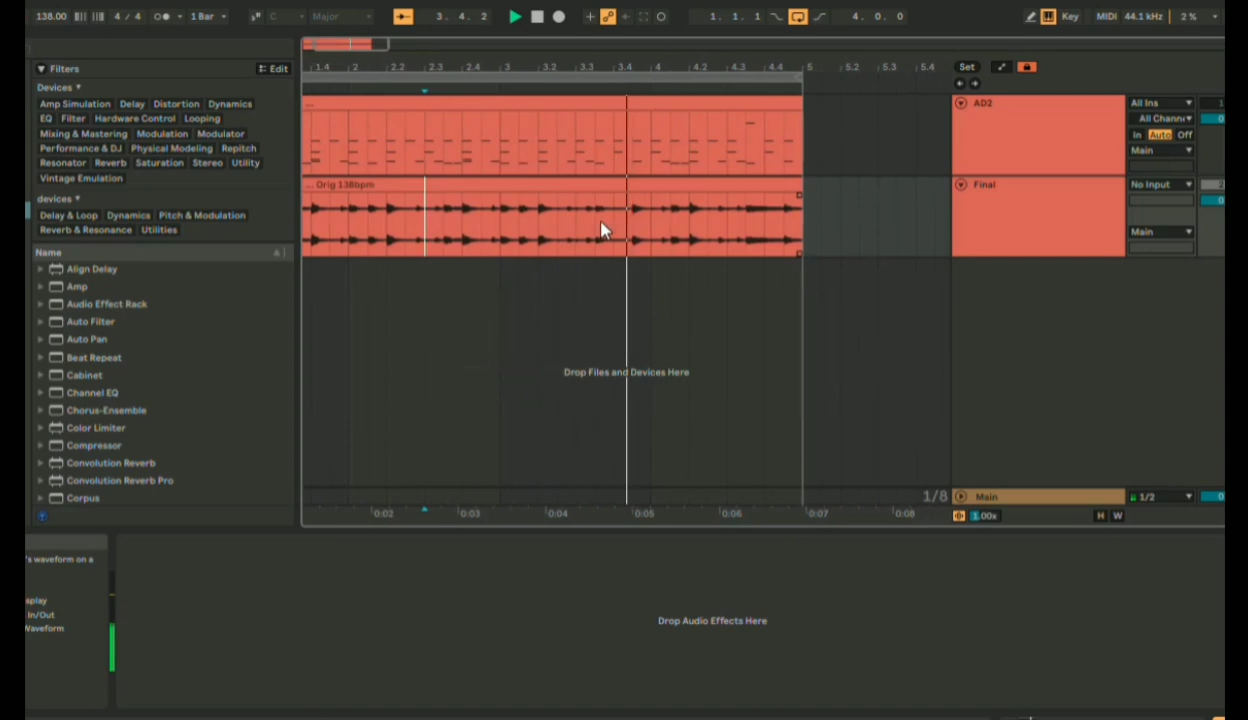 138.00 4 / 4 1 Bar C Major 3. 4. 2 1. 1. 1 4. 0. 0 Key MIDI 44.1 kHz 2 %
Filters Edit
Devices
Amp Simulation Delay Distortion Dynamics
EQ Filter Hardware Control Looping
Mixing & Mastering Modulation Modulator
Performance & DJ Physical Modeling Repitch
Resonator Reverb Saturation Stereo Utility
Vintage Emulation
devices
Delay & Loop Dynamics Pitch & Modulation
Reverb & Resonance Utilities
Name
Align Delay
Amp
Audio Effect Rack
Auto Filter
Auto Pan
Beat Repeat
Cabinet
Channel EQ
Chorus-Ensemble
Color Limiter
Compressor
Convolution Reverb
Convolution Reverb Pro
Corpus
1.4 2 2.2 2.3 2.4 3 3.2 3.3 3.4 4 4.2 4.3 4.4 5 5.2 5.3 5.4 Set
...
... Orig 138bpm
Drop Files and Devices Here
1/8
0:02 0:03 0:04 0:05 0:06 0:07 0:08
AD2 All Ins 1
All Channe 0
In Auto Off
Main
Final No Input 2
0
Main
Main 1/2 0
1.00x H W
's waveform on a
splay
In/Out
Waveform
Drop Audio Effects Here